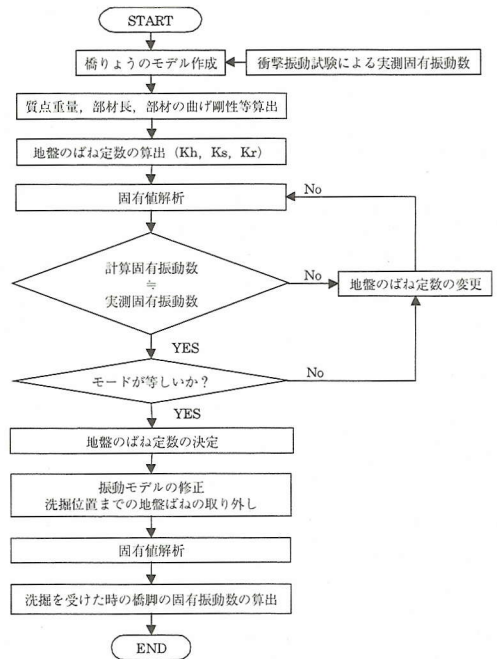 START
橋りょうのモデル作成
衝撃振動試験による実測固有振動数
質点重量，部材長，部材の曲げ剛性等算出
地盤のばね定数の算出（Kh，Ks，Kr）
固有値解析
No
計算固有振動数
≒
実測固有振動数
No
地盤のばね定数の変更
YES
モードが等しいか？
No
YES
地盤のばね定数の決定
振動モデルの修正
洗掘位置までの地盤ばねの取り外し
固有値解析
洗掘を受けた時の橋脚の固有振動数の算出
END